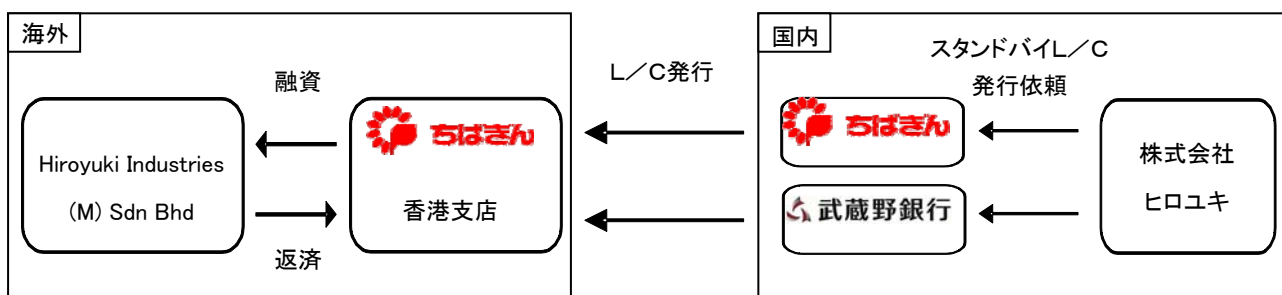 海外
融資
Hiroyuki Industries
(M) Sdn Bhd
返済
ちばぎん
香港支店
L/C発行
国内
スタンドバイL/C
発行依頼
ちばぎん
武蔵野銀行
株式会社
ヒロユキ